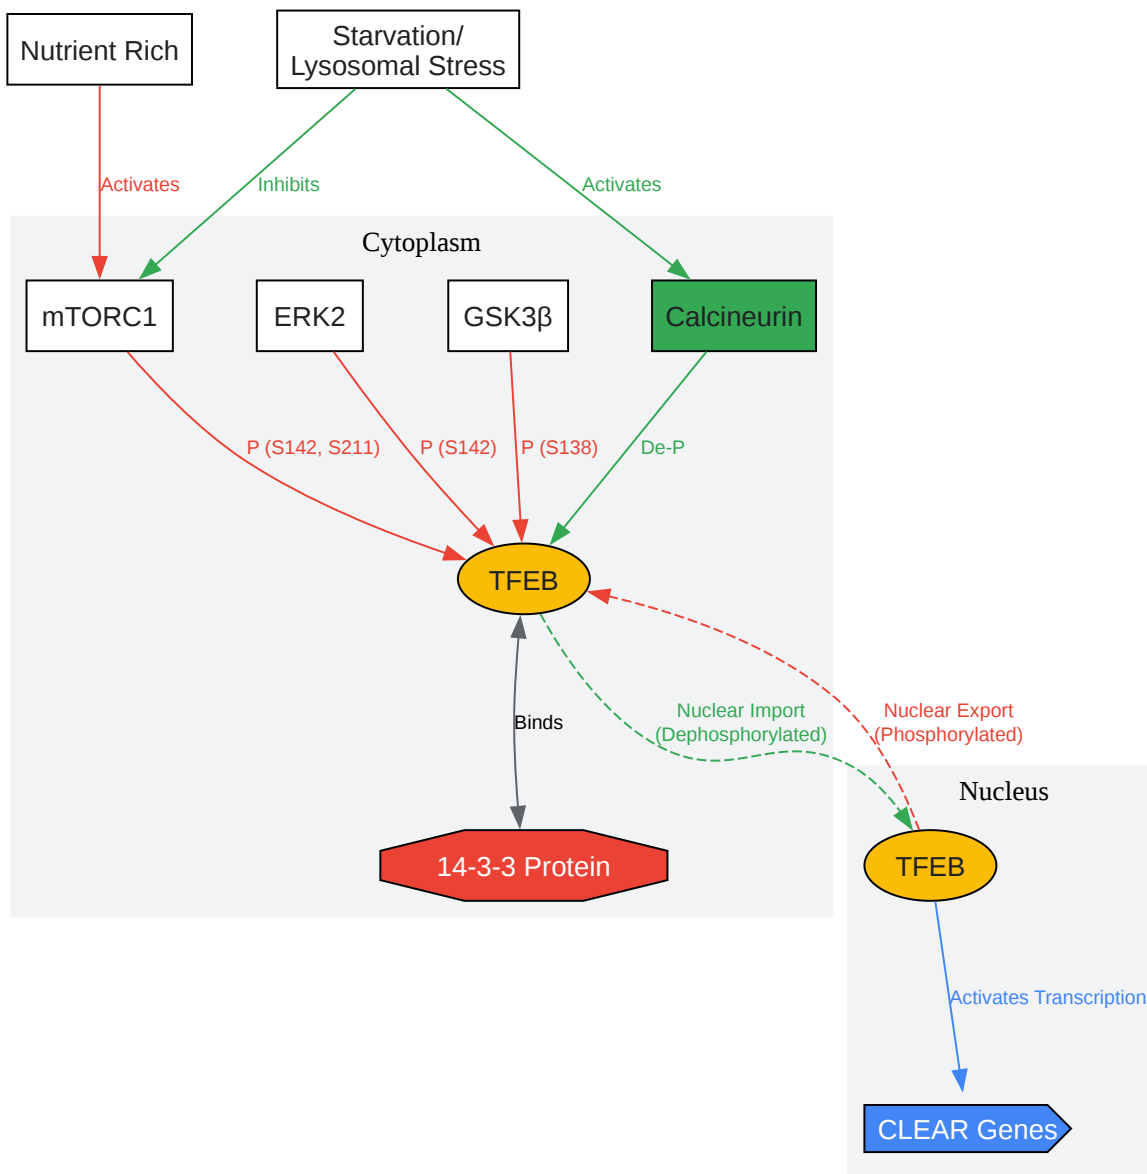 Nutrient Rich
Starvation/
Lysosomal Stress
Activates
Inhibits
Activates
Cytoplasm
mTORC1
ERK2
GSK3β
Calcineurin
P (S142, S211)
P (S142)
P (S138)
De-P
TFEB
Binds
Nuclear Import
(Dephosphorylated)
Nuclear Export
(Phosphorylated)
Nucleus
14-3-3 Protein
TFEB
Activates Transcription
CLEAR Genes